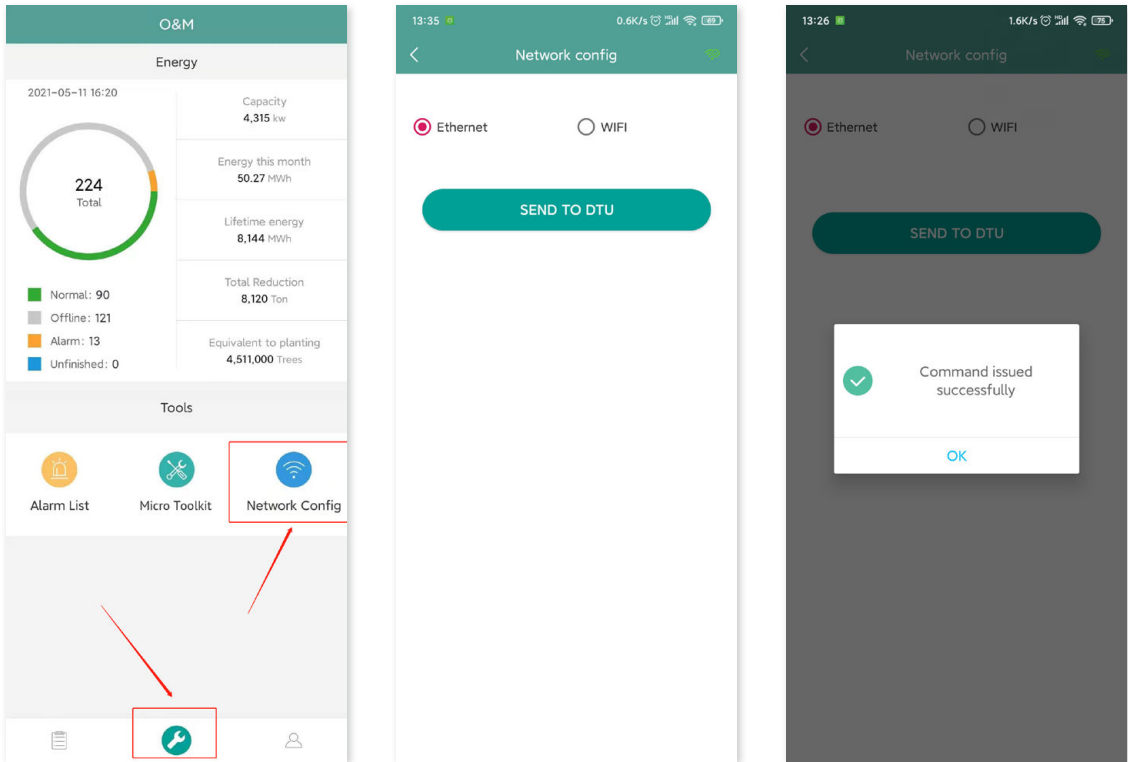 O&M
Energy
2021-05-11 16:20
224
Total
Normal: 90
Offline: 121
Alarm: 13
Unfinished: 0
Capacity
4,315 kw
Energy this month
50.27 MWh
Lifetime energy
8,144 MWh
Total Reduction
8,120 Ton
Equivalent to planting
4,511,000 Trees
Tools
Alarm List
Micro Toolkit
Network Config
13:35
0.6K/s
69
Network config
Ethernet
WIFI
SEND TO DTU
13:26
1.6K/s
75
Network config
Ethernet
WIFI
SEND TO DTU
Command issued
successfully
OK